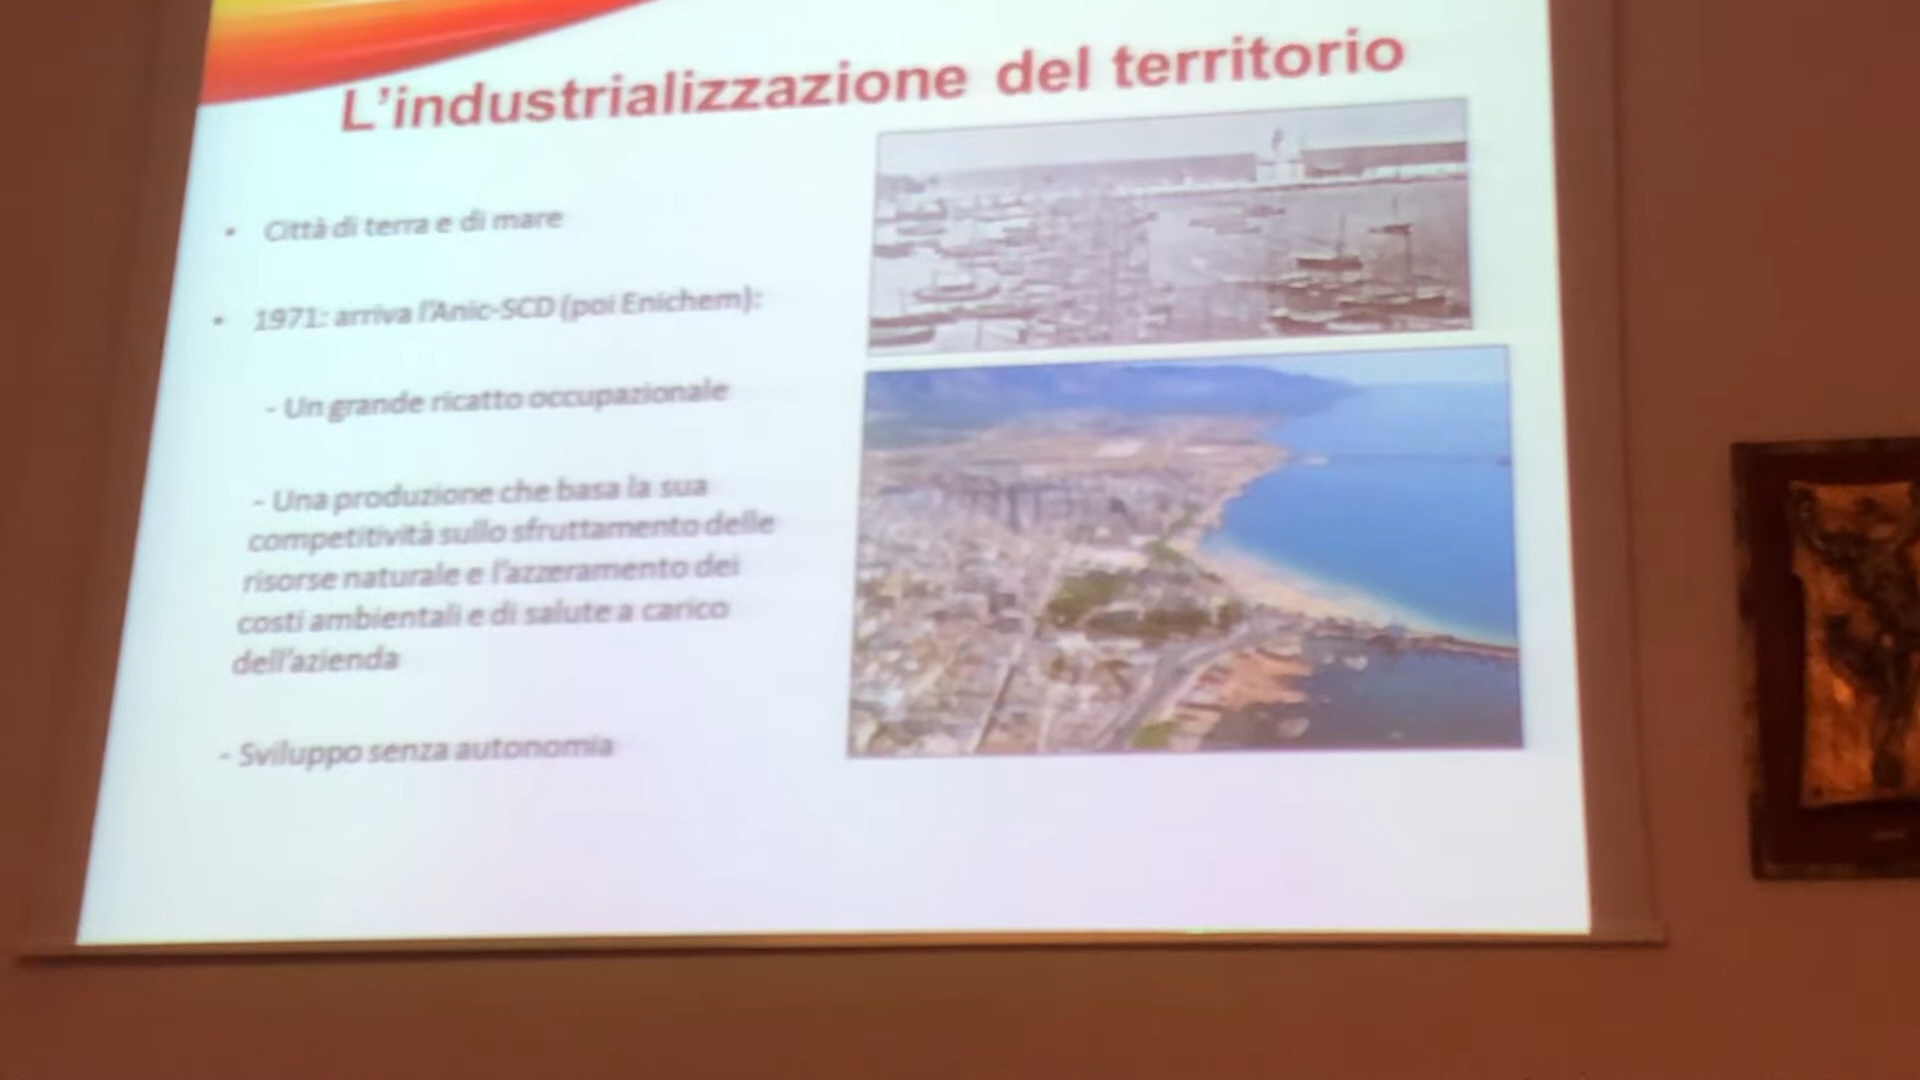 L'industrializzazione del territorio
• Città di terra e di mare
• 1971: arriva l'Anic-SCD (poi Enichem):
- Un grande ricatto occupazionale
- Una produzione che basa la sua
competitività sullo sfruttamento delle
risorse naturale e l'azzeramento dei
costi ambientali e di salute a carico
dell'azienda
- Sviluppo senza autonomia